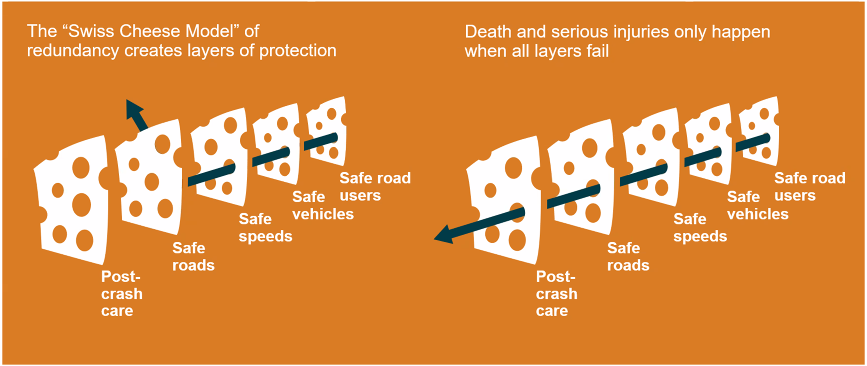 The “Swiss Cheese Model” of
redundancy creates layers of protection
Post-
crash
care
Safe
roads
Safe
speeds
Safe
vehicles
Safe road
users
Death and serious injuries only happen
when all layers fail
Post-
crash
care
Safe
roads
Safe
speeds
Safe
vehicles
Safe road
users